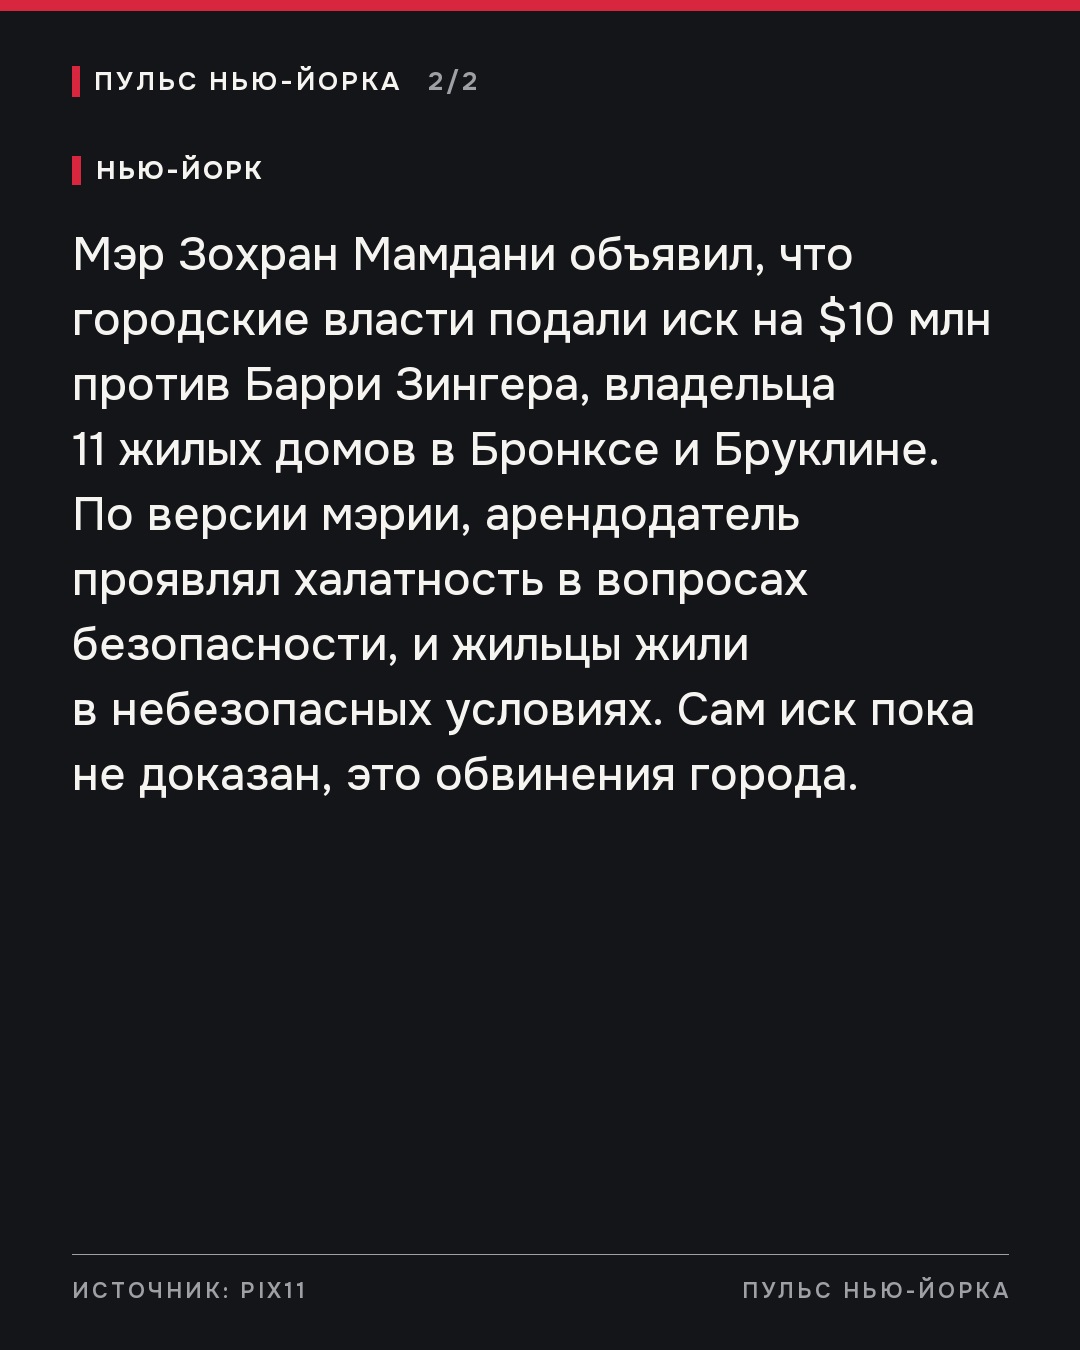 ПУЛЬС НЬЮ-ЙОРКА 2/2
НЬЮ-ЙОРК
Мэр Зохран Мамдани объявил, что
городские власти подали иск на $10 млн
против Барри Зингера, владельца
11 жилых домов в Бронксе и Бруклине.
По версии мэрии, арендодатель
проявлял халатность в вопросах
безопасности, и жильцы жили
в небезопасных условиях. Сам иск пока
не доказан, это обвинения города.
ИСТОЧНИК: PIX11
ПУЛЬС НЬЮ-ЙОРКА